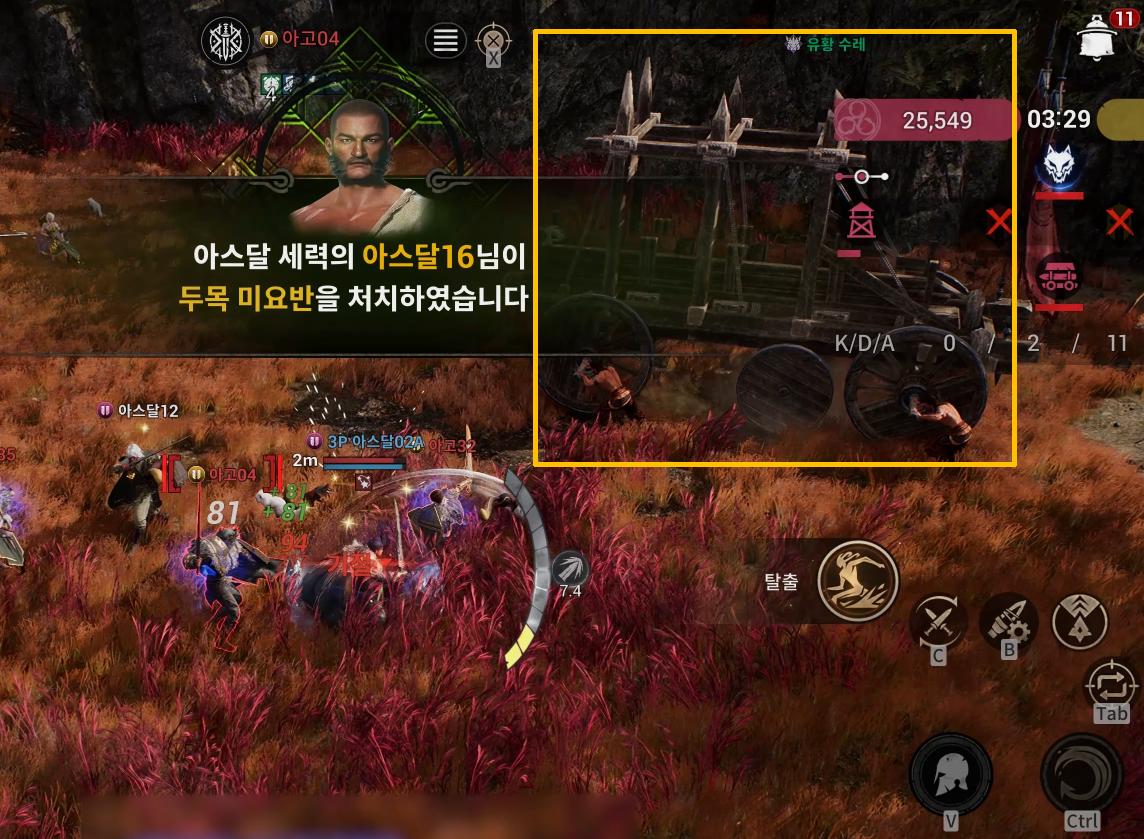 아고04
X
4
유황 수레
11
25,549
03:29
아스달 세력의 아스달16님이
두목 미요반을 처치하였습니다
K/D/A 0 / 2 / 11
아스달12
3P 아스달02A
아고32
35
2m
아고04
81
+81
+81
94
7.4
탈출
C
B
Tab
V
Ctrl